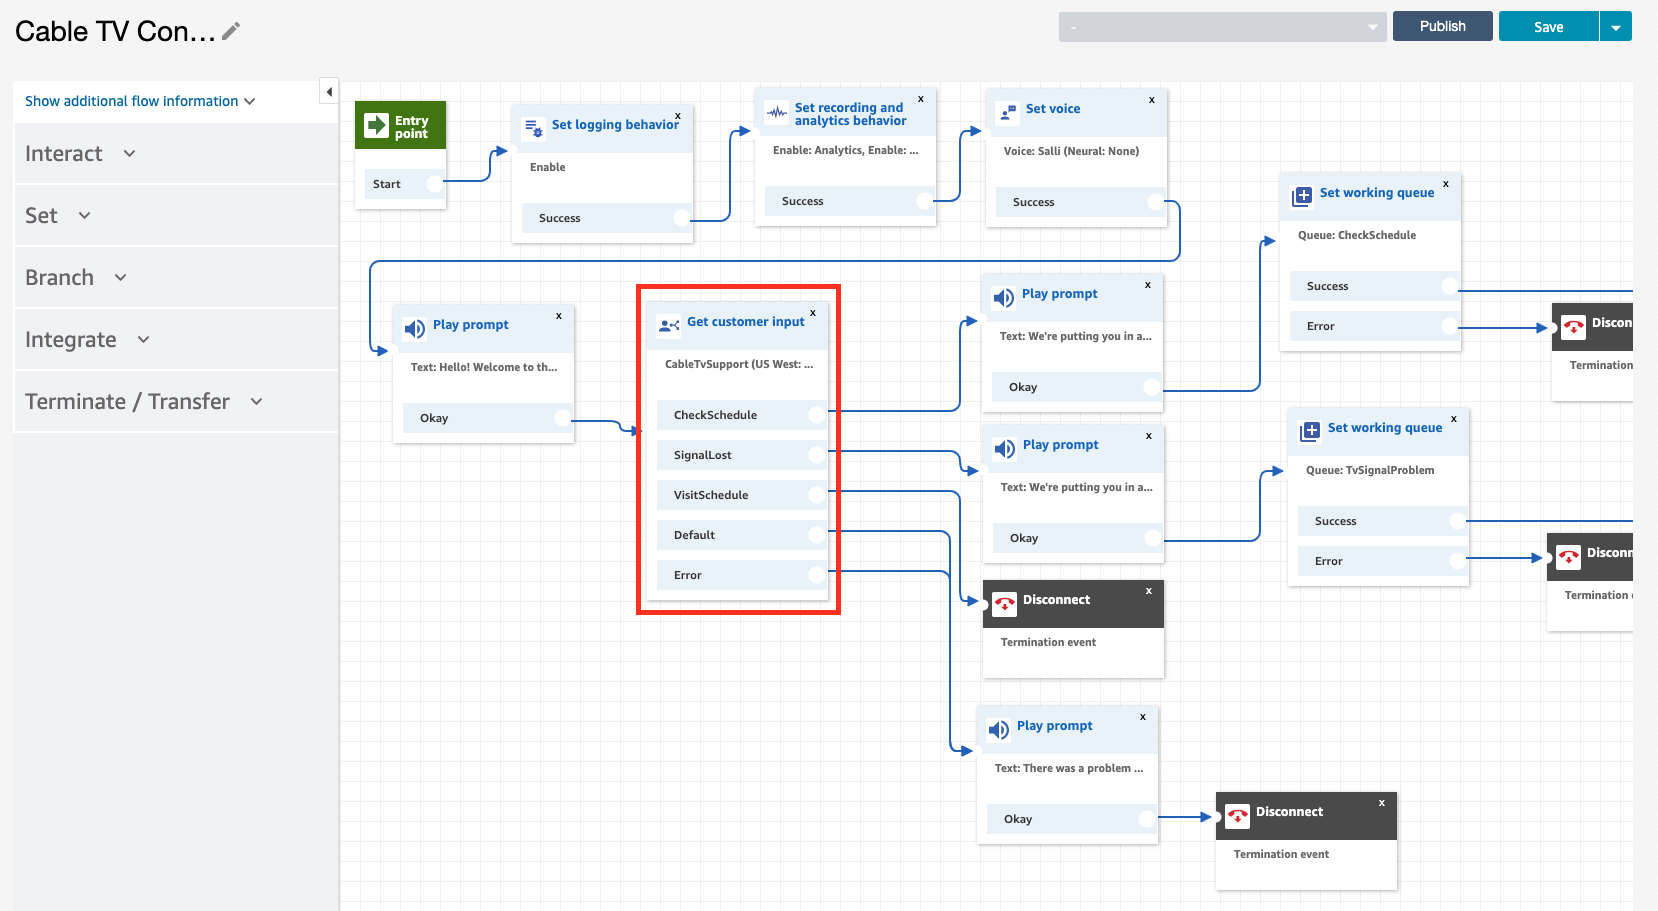 Cable TV Con...
-
Publish
Save
Show additional flow information
Interact
Set
Branch
Integrate
Terminate / Transfer
Entry
point
Start
Set logging behavior
x
Enable
Success
Set recording and
analytics behavior
x
Enable: Analytics, Enable: ...
Success
Set voice
x
Voice: Salli (Neural: None)
Success
Play prompt
x
Text: Hello! Welcome to th...
Okay
Get customer input
x
CableTvSupport (US West: ...
CheckSchedule
SignalLost
VisitSchedule
Default
Error
Play prompt
x
Text: We're putting you in a...
Okay
Set working queue
x
Queue: CheckSchedule
Success
Error
Discon
Termination
Play prompt
x
Text: We're putting you in a...
Okay
Set working queue
x
Queue: TvSignalProblem
Success
Error
Disconn
Termination
Disconnect
x
Termination event
Play prompt
x
Text: There was a problem ...
Okay
Disconnect
x
Termination event